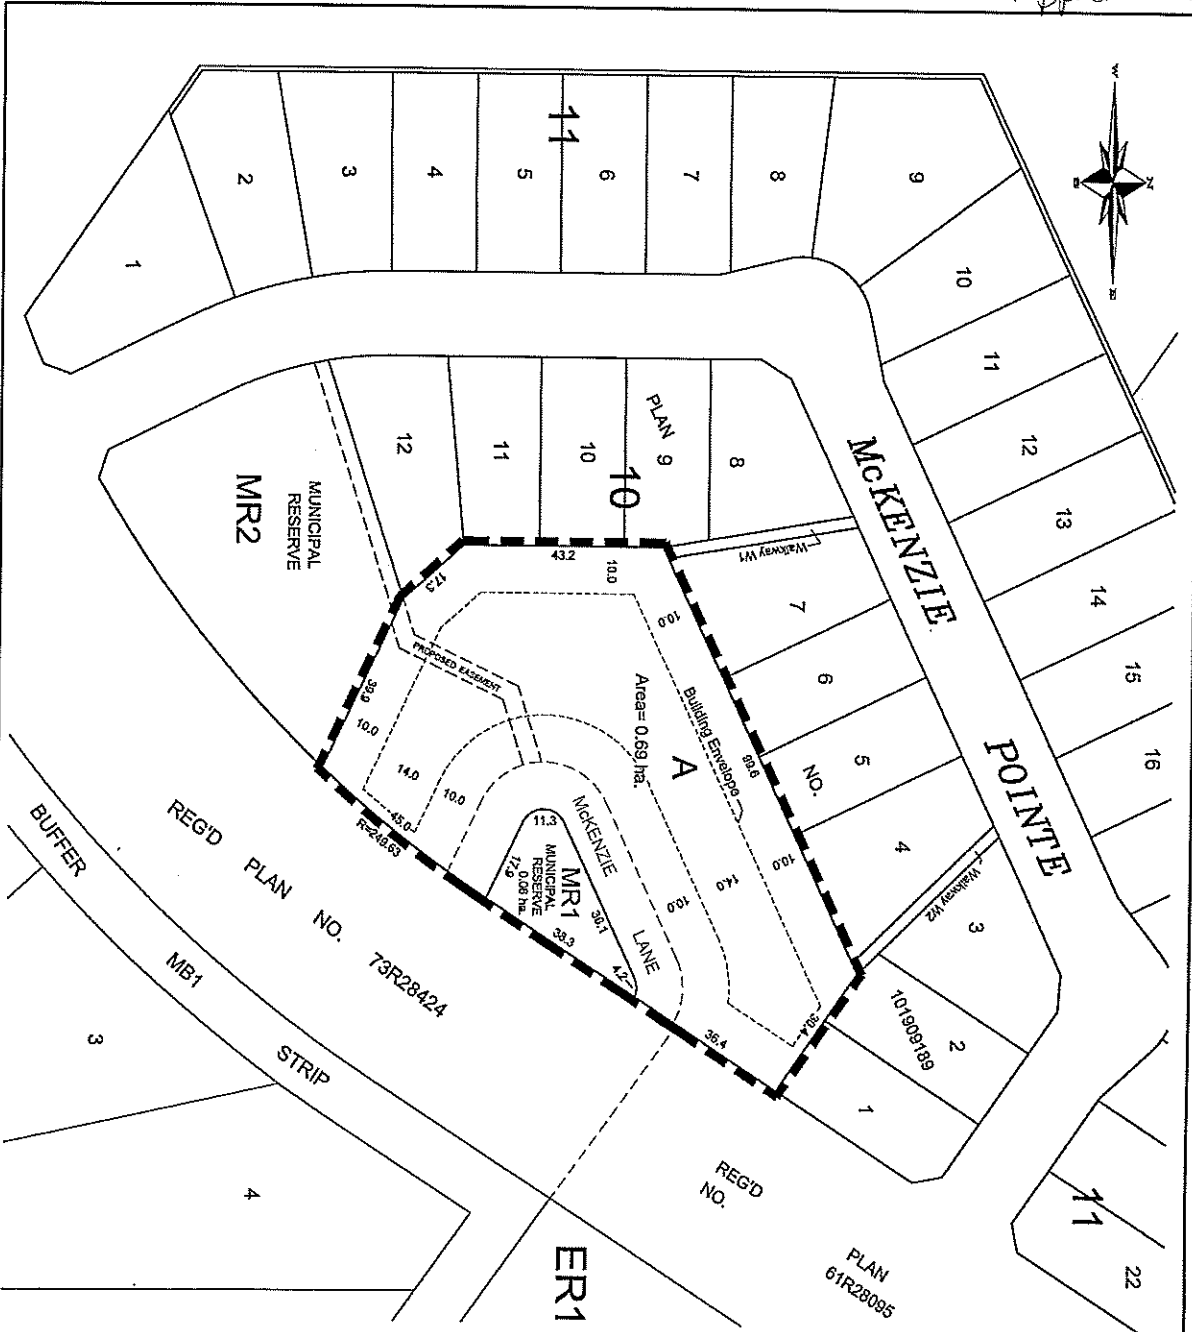 W
N
E
11
1
2
3
4
5
6
7
8
9
10
11
12
13
14
15
16
McKENZIE
POINTE
12
11
10
PLAN
9
8
10
Walkway W1
7
6
5
NO.
4
Walkway W2
3
2
101909189
1
11
22
MUNICIPAL
RESERVE
MR2
43.2
10.0
17.3
10.0
PROPOSED EASEMENT
39.9
10.0
14.0
10.0
45.0
R=249.63
Area= 0.69 ha.
A
Building Envelope
99.6
10.0
14.0
10.0
30.4
36.4
McKENZIE
LANE
11.3
MR1
MUNICIPAL
RESERVE
0.06 ha.
17.9
30.1
38.3
4.2
REG'D
PLAN
NO.
73R28424
BUFFER
MB1
STRIP
3
4
ER1
REG'D
NO.
PLAN
61R28095